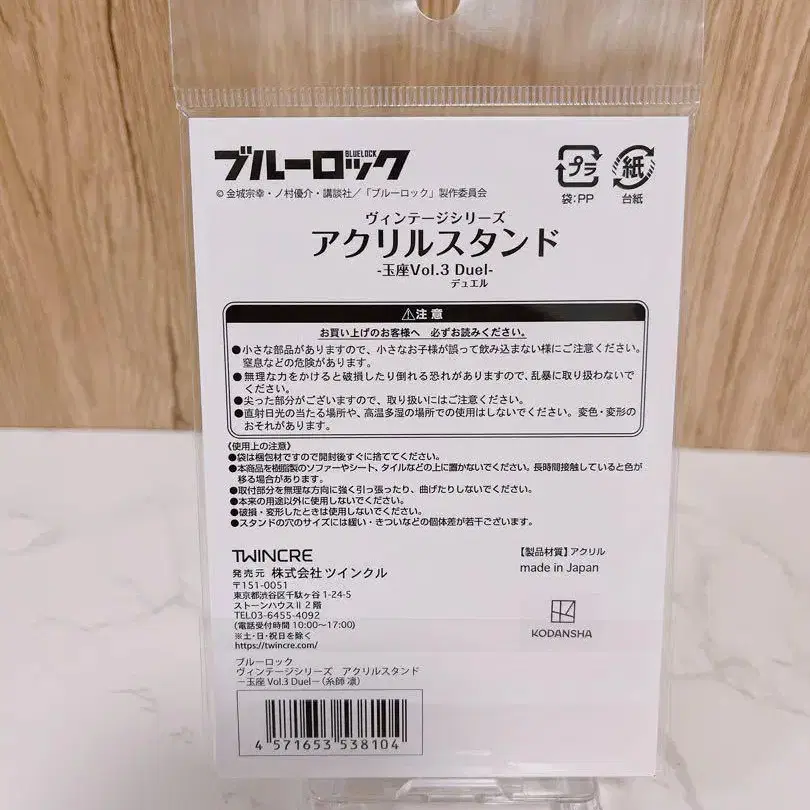 ブルーロック
BLUELOCK
©金城宗幸・ノ村優介・講談社/「ブルーロック」製作委員会
プラ
袋:PP
紙
台紙
ヴィンテージシリーズ
アクリルスタンド
-玉座Vol.3 Duel-
デュエル
⚠注意
お買い上げのお客様へ 必ずお読みください。
●小さな部品がありますので、小さなお子様が誤って飲み込まない様にご注意ください。
窒息などの危険があります。
●無理な力をかけると破損したり倒れる恐れがありますので、乱暴に取り扱わないで
ください。
●尖った部分がございますので、取り扱いにはご注意ください。
●直射日光の当たる場所や、高温多湿の場所での使用はしないでください。変色・変形の
おそれがあります。
《使用上の注意》
●袋は梱包材ですので開封後すぐに捨ててください。
●本商品を樹脂製のソファーやシート、タイルなどの上に置かないでください。長時間接触していると色が
移る場合があります。
●取付部分を無理な方向に強く引っ張ったり、曲げたりしないでください。
●本来の用途以外に使用しないでください。
●破損・変形したときは使用しないでください。
●スタンドの穴のサイズには緩い・きついなどの個体差が若干ございます。
TWINCRE
発売元 株式会社ツインクル
〒151-0051
東京都渋谷区千駄ヶ谷1-24-5
ストーンハウスⅡ2階
TEL03-6455-4092
(電話受付時間 10:00~17:00)
※土・日・祝日を除く
https://twincre.com/
【製品材質】アクリル
made in Japan
KODANSHA
ブルーロック
ヴィンテージシリーズ アクリルスタンド
-玉座 Vol.3 Duel-(糸師 凛)
4 571653 538104